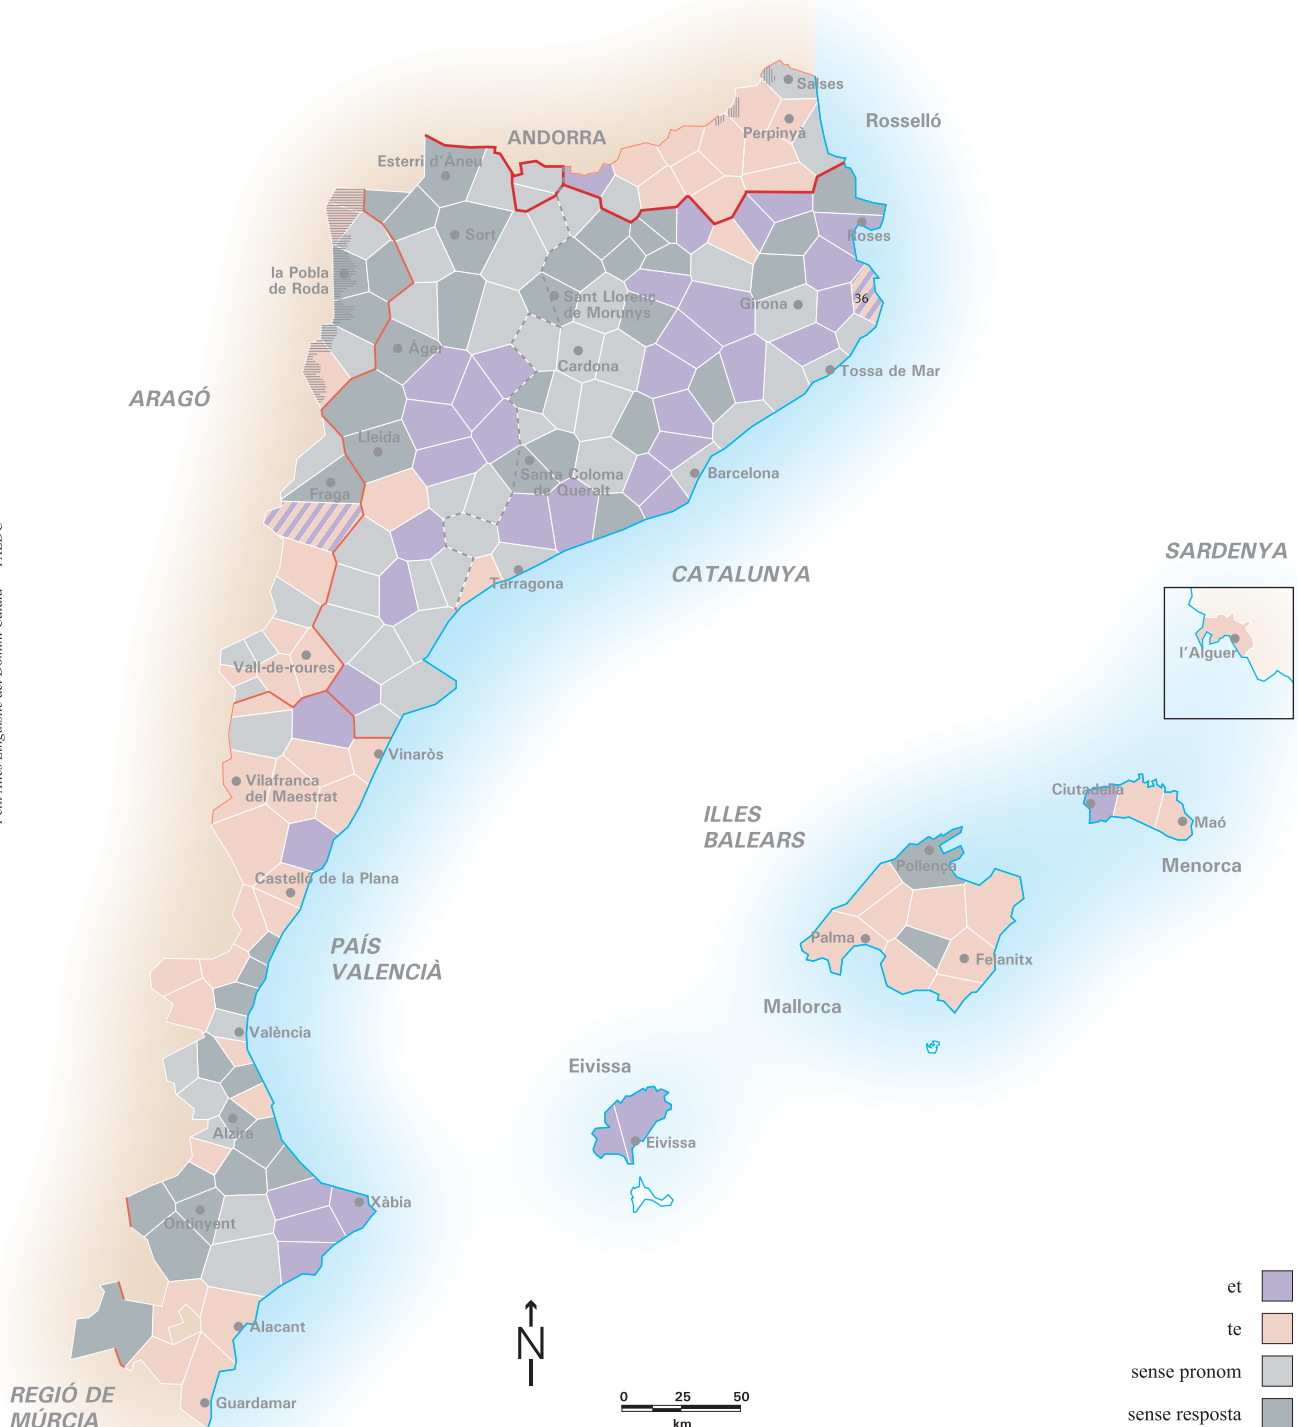 Salses
Rosselló
Perpinyà
ANDORRA
Esterri d'Àneu
Roses
Sort
la Pobla
de Roda
Sant Llorenç
de Morunys
Girona
36
Àger
Cardona
Tossa de Mar
ARAGÓ
Lleida
Santa Coloma
de Queralt
Barcelona
Fraga
Tarragona
CATALUNYA
SARDENYA
l'Alguer
Vall-de-roures
Vinaròs
Vilafranca
del Maestrat
ILLES
BALEARS
Ciutadella
Maó
Menorca
Pollença
Castelló de la Plana
Palma
Felanitx
PAÍS
VALENCIÀ
Mallorca
València
Eivissa
Eivissa
Alzira
Xàbia
Ontinyent
et
te
sense pronom
sense resposta
Alacant
N
REGIÓ DE
MÚRCIA
Guardamar
0 25 50
km